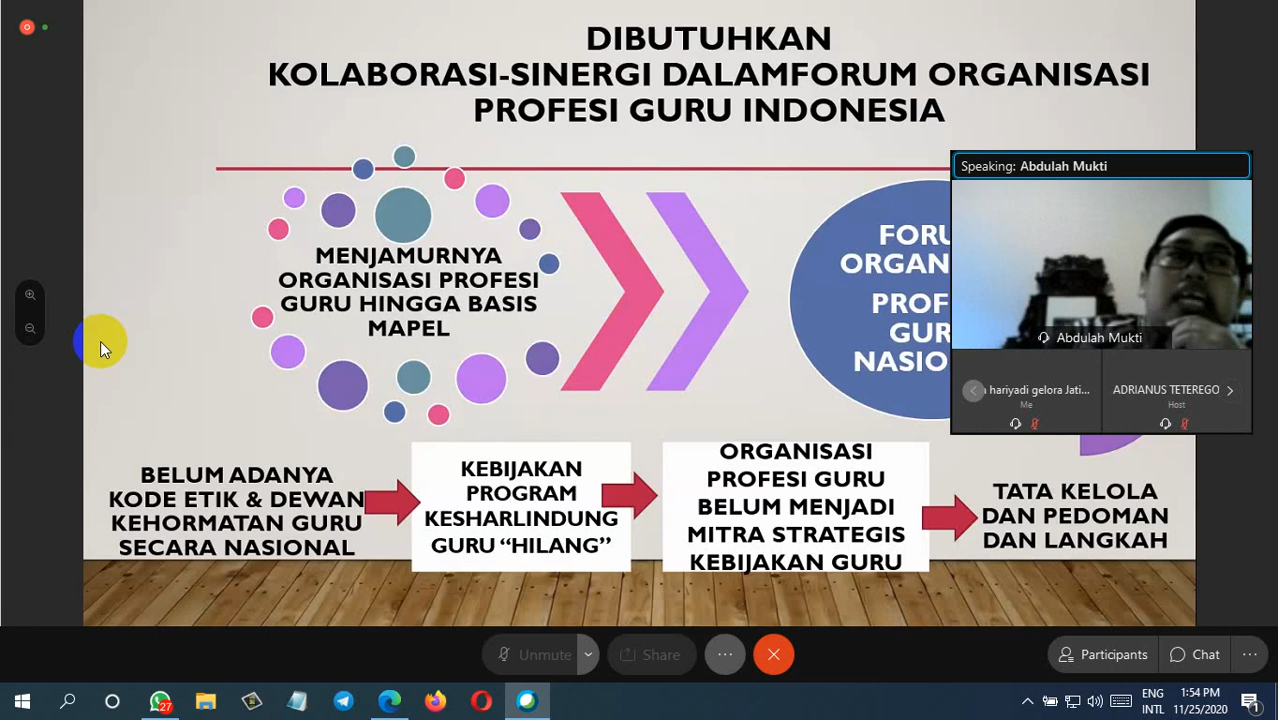 DIBUTUHKAN
KOLABORASI-SINERGI DALAMFORUM ORGANISASI
PROFESI GURU INDONESIA
Speaking: Abdulah Mukti
MENJAMURNYA
ORGANISASI PROFESI
GURU HINGGA BASIS
MAPEL
FORU
ORGAN
PROF
GUR
NASIO
Abdulah Mukti
hariyadi gelora Jati...
Me
ADRIANUS TETEREGO
Host
BELUM ADANYA
KODE ETIK & DEWAN
KEHORMATAN GURU
SECARA NASIONAL
KEBIJAKAN
PROGRAM
KESHARLINDUNG
GURU “HILANG”
ORGANISASI
PROFESI GURU
BELUM MENJADI
MITRA STRATEGIS
KEBIJAKAN GURU
TATA KELOLA
DAN PEDOMAN
DAN LANGKAH
Unmute
Share
Participants
Chat
27
ENG
INTL
1:54 PM
11/25/2020
1